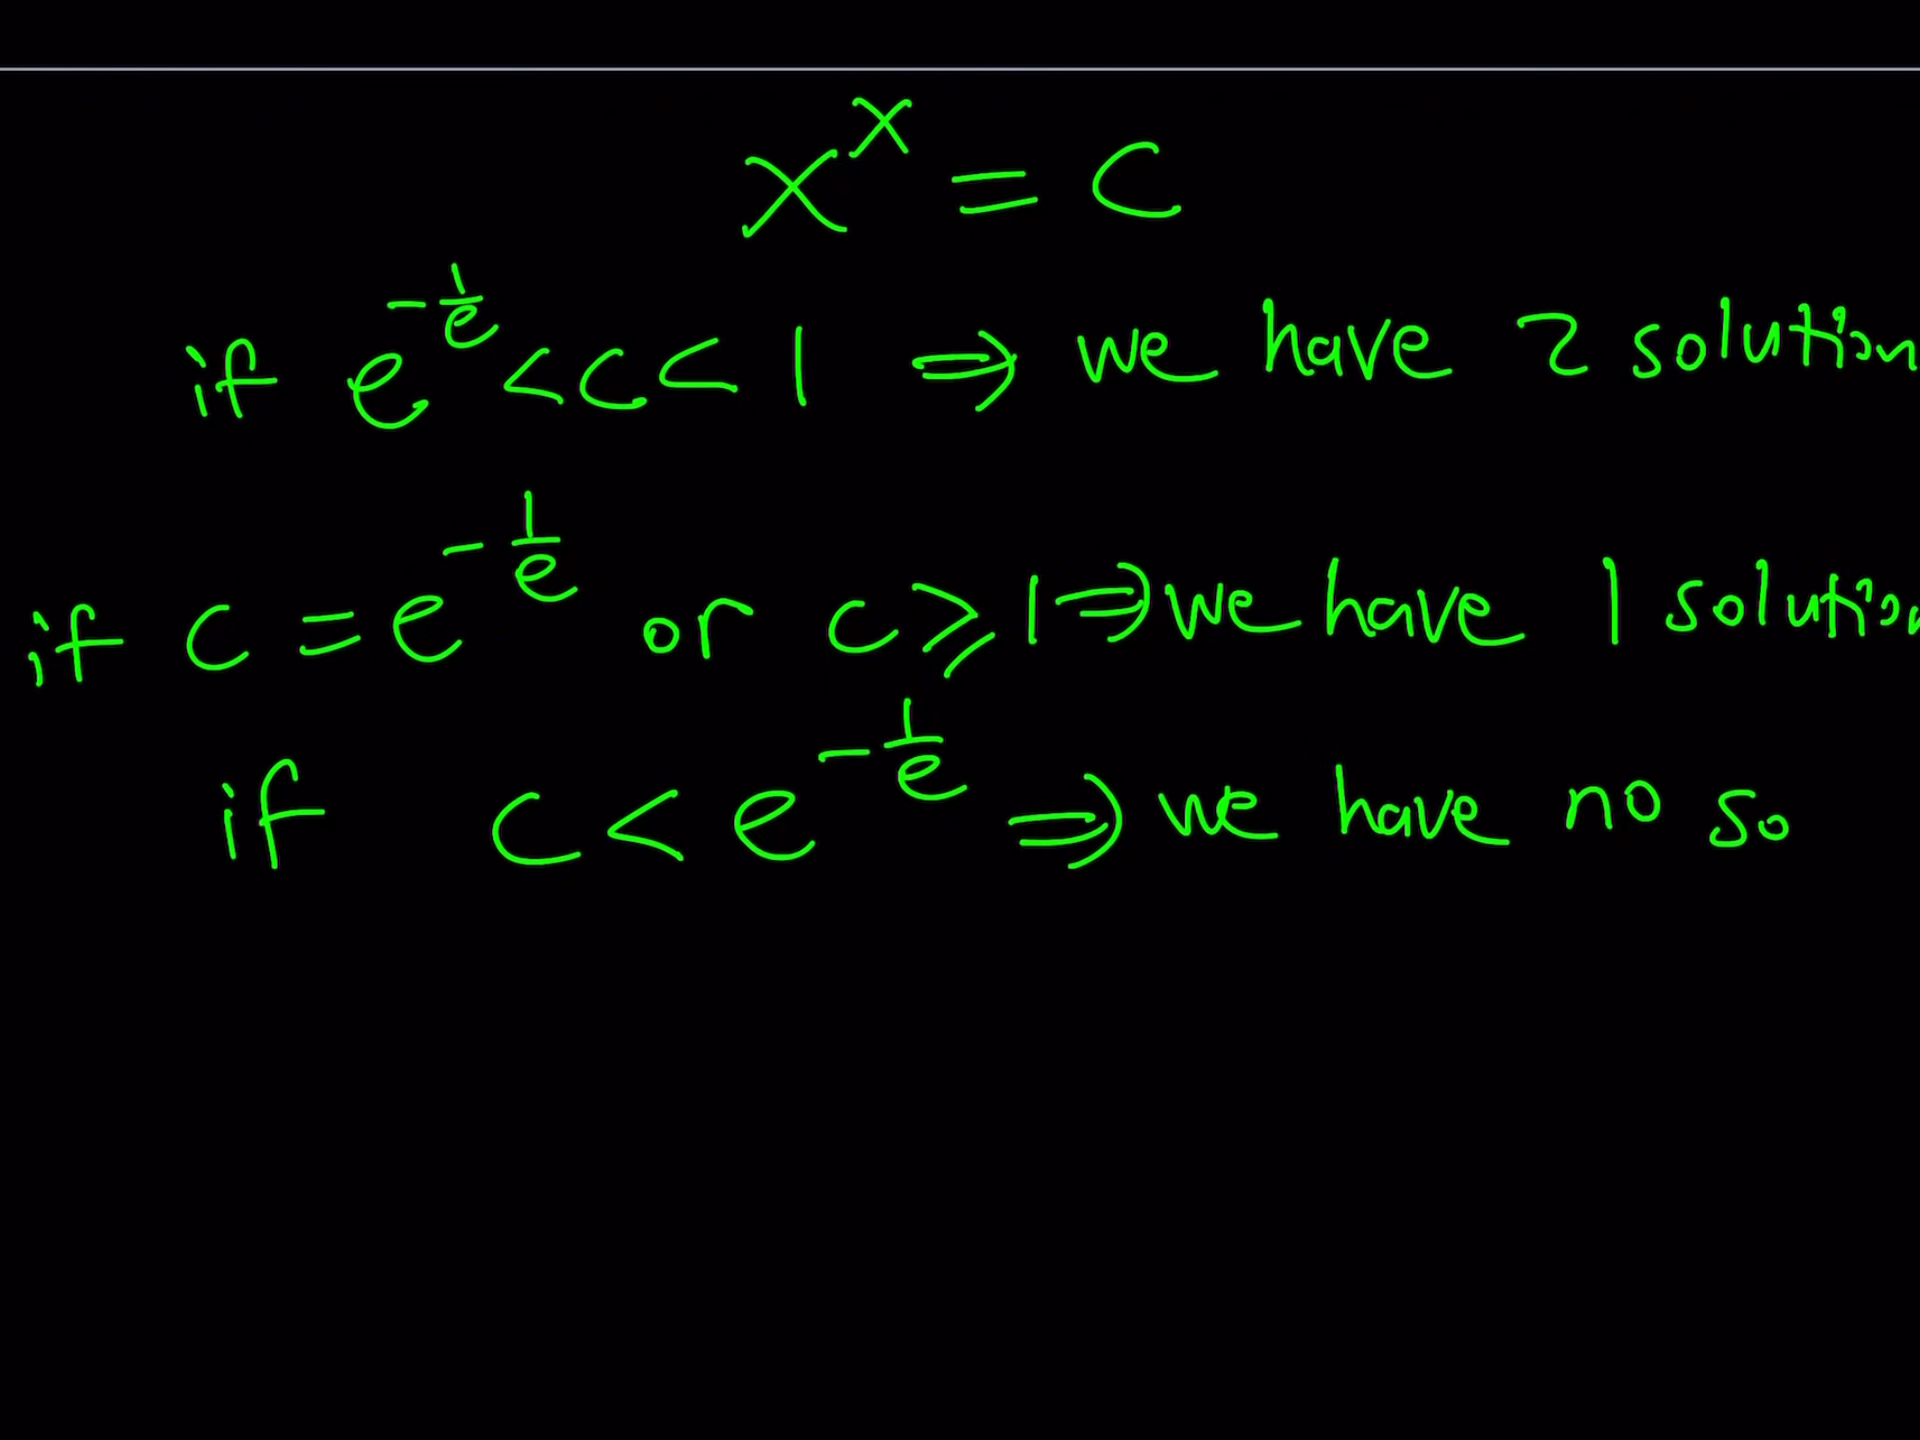 x^x = c
if e^{-1/e} < c < 1 ⇒ we have 2 solution
if c = e^{-1/e} or c ⩾ 1 ⇒ we have 1 solution
if c < e^{-1/e} ⇒ we have no so